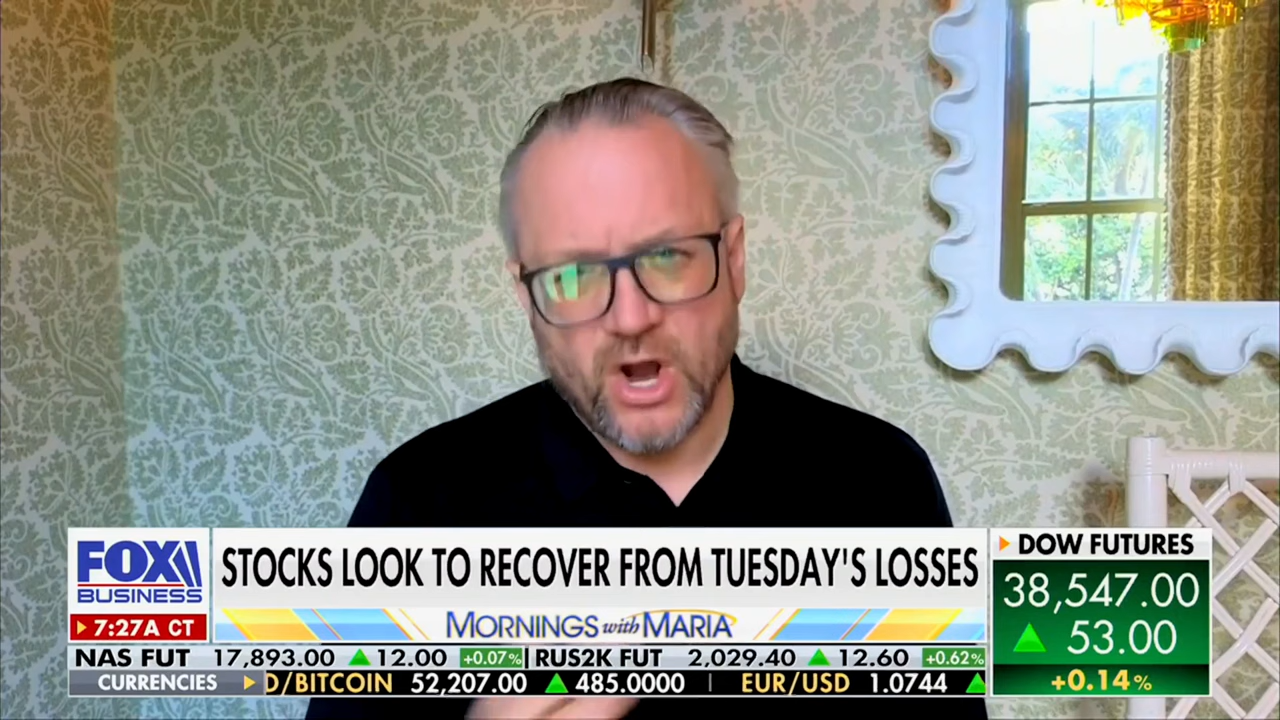 FOX
BUSINESS
7:27A CT
STOCKS LOOK TO RECOVER FROM TUESDAY'S LOSSES
MORNINGS with MARIA
DOW FUTURES
38,547.00
53.00
+0.14%
NAS FUT 17,893.00 12.00 +0.07% RUS2K FUT 2,029.40 12.60 +0.62%
CURRENCIES D/BITCOIN 52,207.00 485.0000 EUR/USD 1.0744